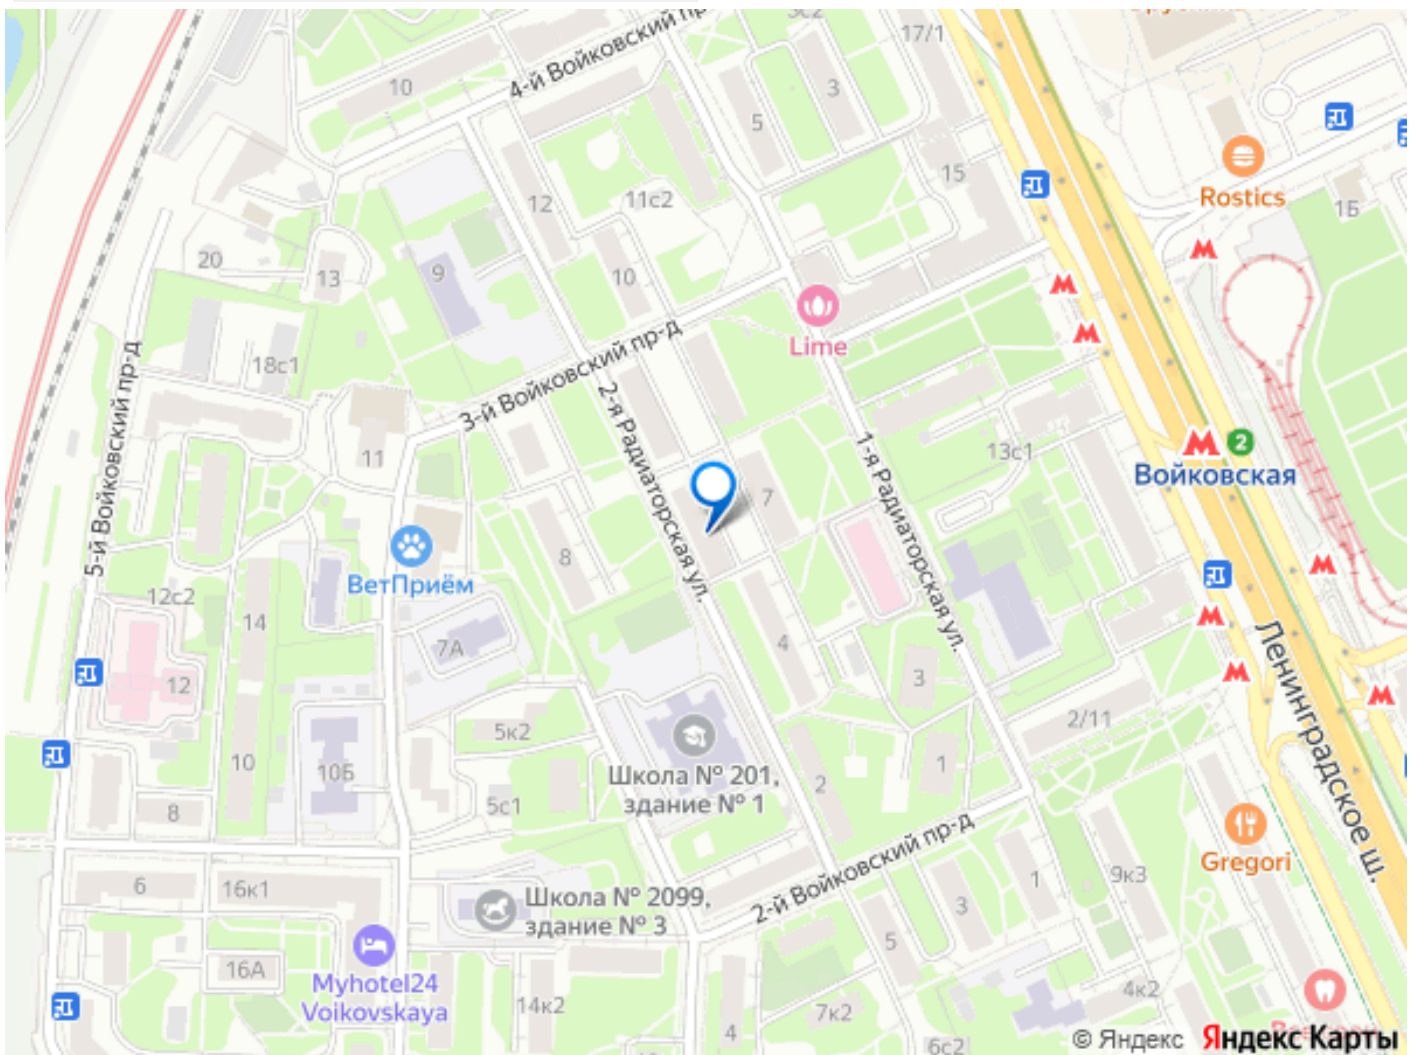 3с2
17/1
4-й Войковский пр-д
10
3
5
15
Rostics
1Б
12
11с2
20
13
9
10
Lime
18с1
3-й Войковский пр-д
5-й Войковский пр-д
2-я Радиаторская ул.
1-я Радиаторская ул.
11
13с1
2
Войковская
7
8
ВетПриём
12с2
14
7А
4
3
12
2/11
Ленинградское ш.
5к2
10
10Б
1
Школа № 201,
здание № 1
2
8
5с1
2-й Войковский пр-д
Gregori
6
16к1
Школа № 2099,
здание № 3
1
9к3
3
5
16А
Myhotel24
Voikovskaya
14к2
4
7к2
4к2
6с2
© Яндекс Яндекс Карты